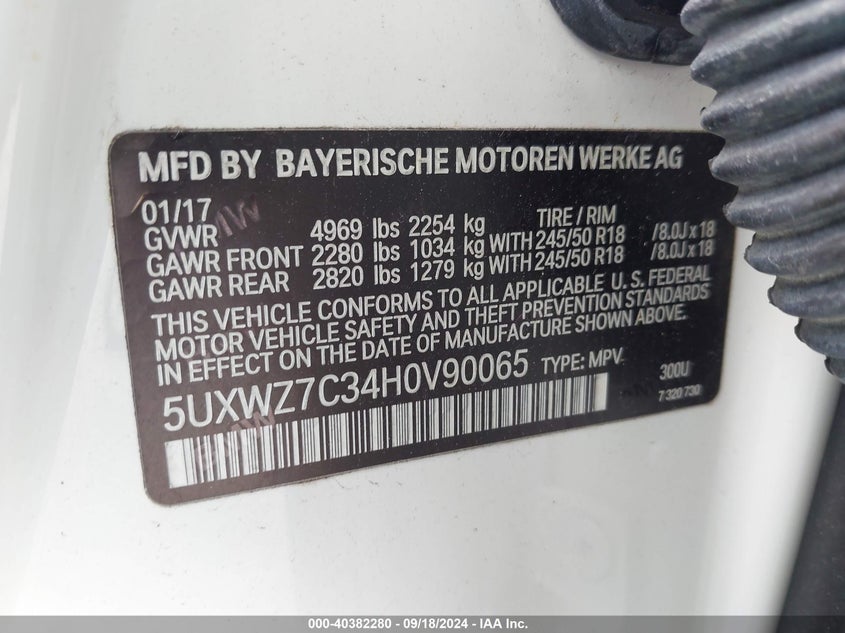 MFD BY BAYERISCHE MOTOREN WERKE AG
01/17 TIRE / RIM
GVWR 4969 lbs 2254 kg
GAWR FRONT 2280 lbs 1034 kg WITH 245/50 R18 /8.0J x 18
GAWR REAR 2820 lbs 1279 kg WITH 245/50 R18 /8.0J x 18
THIS VEHICLE CONFORMS TO ALL APPLICABLE U. S. FEDERAL
MOTOR VEHICLE SAFETY AND THEFT PREVENTION STANDARDS
IN EFFECT ON THE DATE OF MANUFACTURE SHOWN ABOVE.
5UXWZ7C34H0V90065 TYPE: MPV 300U
7 320 730
000-40382280 - 09/18/2024 - IAA, Inc.